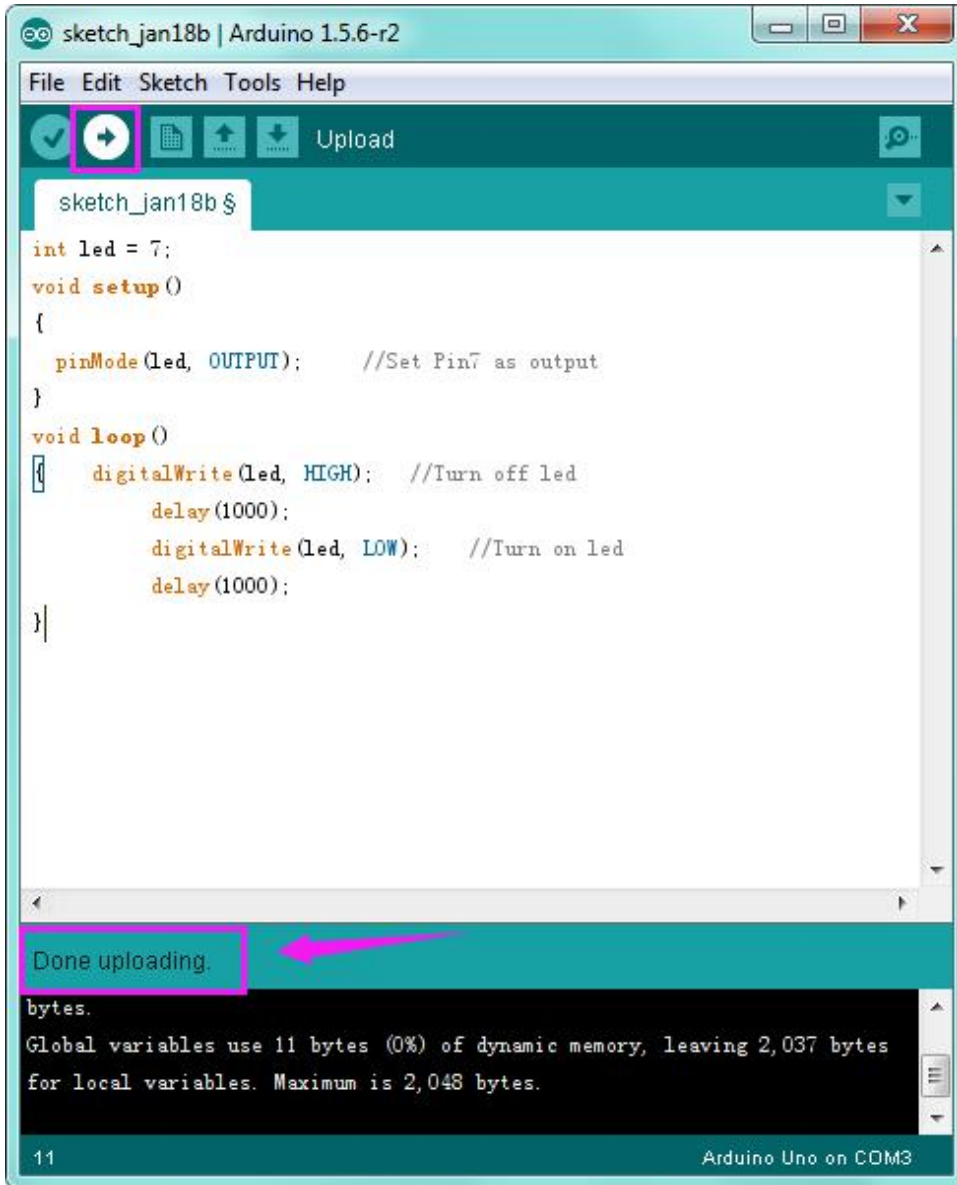 sketch_jan18b | Arduino 1.5.6-r2
File Edit Sketch Tools Help
Upload
sketch_jan18b §
int led = 7;
void setup()
{
  pinMode(led, OUTPUT);     //Set Pin7 as output
}
void loop()
{    digitalWrite(led, HIGH);   //Turn off led
          delay(1000);
          digitalWrite(led, LOW);    //Turn on led
          delay(1000);
}
Done uploading.
bytes.
Global variables use 11 bytes (0%) of dynamic memory, leaving 2,037 bytes
for local variables. Maximum is 2,048 bytes.
11 Arduino Uno on COM3